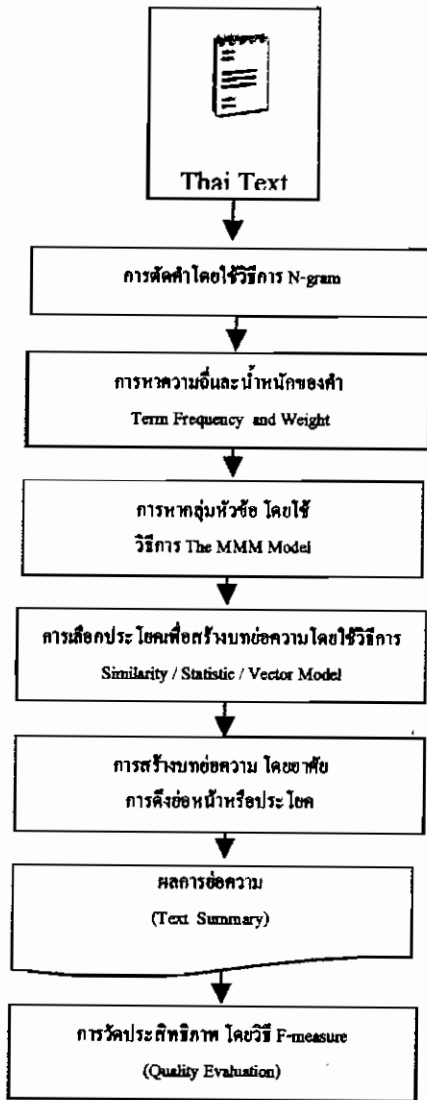 Thai Text
การตัดคำโดยใช้วิธีการ N-gram
การหาความถี่และน้ำหนักของคำ
Term Frequency and Weight
การหากลุ่มหัวข้อ โดยใช้
วิธีการ The MMM Model
การเลือกประโยคเพื่อสร้างบทย่อความโดยใช้วิธีการ
Similarity / Statistic / Vector Model
การสร้างบทย่อความ โดยอาศัย
การดึงย่อหน้าหรือประโยค
ผลการย่อความ
(Text Summary)
การวัดประสิทธิภาพ โดยวิธี F-measure
(Quality Evaluation)